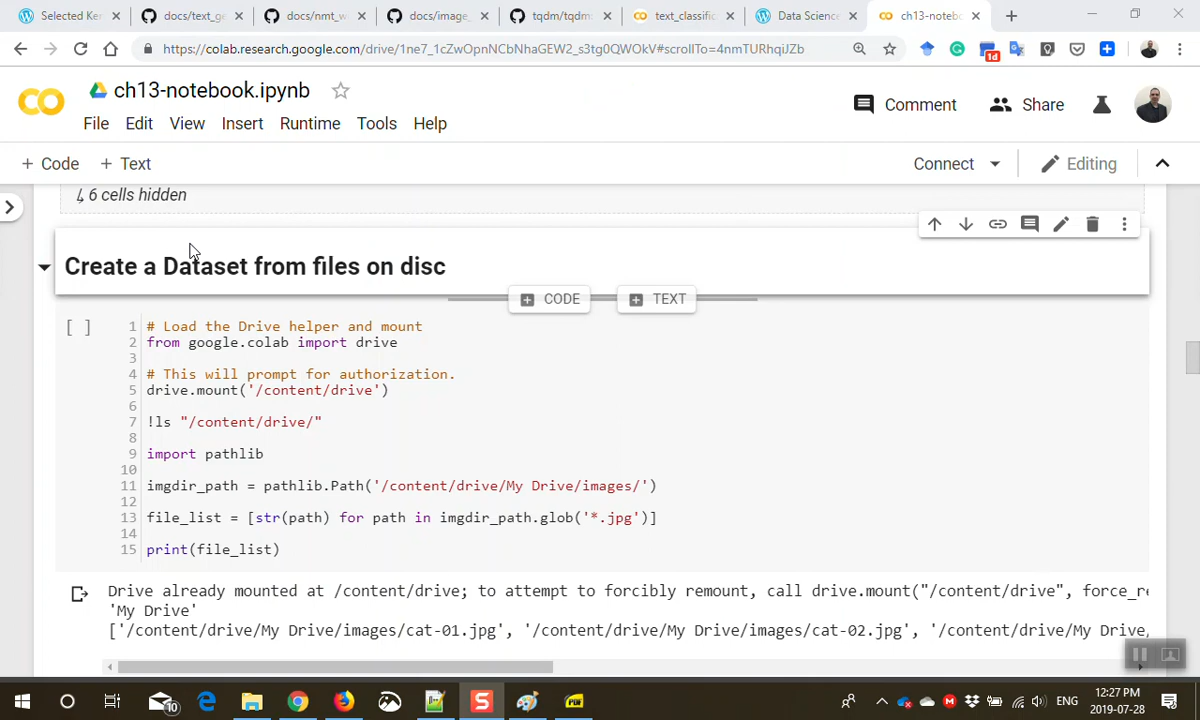 Selected Ker
docs/text_ge
docs/nmt_w
docs/image_
tqdm/tqdm
text_classific
Data Science
ch13-notebo
https://colab.research.google.com/drive/1ne7_1cZwOpnNCbNhaGEW2_s3tg0QWOkV#scrollTo=4nmTURhqiJZb
1d
ch13-notebook.ipynb
Comment
Share
File Edit View Insert Runtime Tools Help
+ Code + Text
Connect
Editing
6 cells hidden
Create a Dataset from files on disc
CODE
TEXT
[ ]
1 # Load the Drive helper and mount
2 from google.colab import drive
3
4 # This will prompt for authorization.
5 drive.mount('/content/drive')
6
7 !ls "/content/drive/"
8
9 import pathlib
10
11 imgdir_path = pathlib.Path('/content/drive/My Drive/images/')
12
13 file_list = [str(path) for path in imgdir_path.glob('*.jpg')]
14
15 print(file_list)
Drive already mounted at /content/drive; to attempt to forcibly remount, call drive.mount("/content/drive", force_re
'My Drive'
['/content/drive/My Drive/images/cat-01.jpg', '/content/drive/My Drive/images/cat-02.jpg', '/content/drive/My Drive,
10
S
PDF
ENG
12:27 PM
2019-07-28